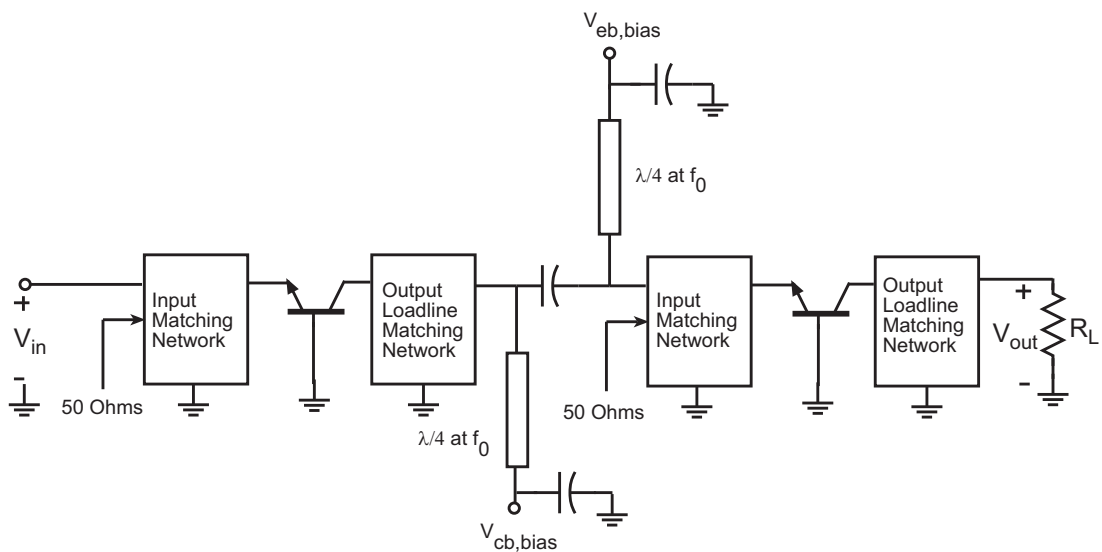 V_eb,bias
λ/4 at f_0
Input
Matching
Network
Output
Loadline
Matching
Network
Input
Matching
Network
Output
Loadline
Matching
Network
+
V_in
-
50 Ohms
50 Ohms
+
V_out
-
R_L
λ/4 at f_0
V_cb,bias